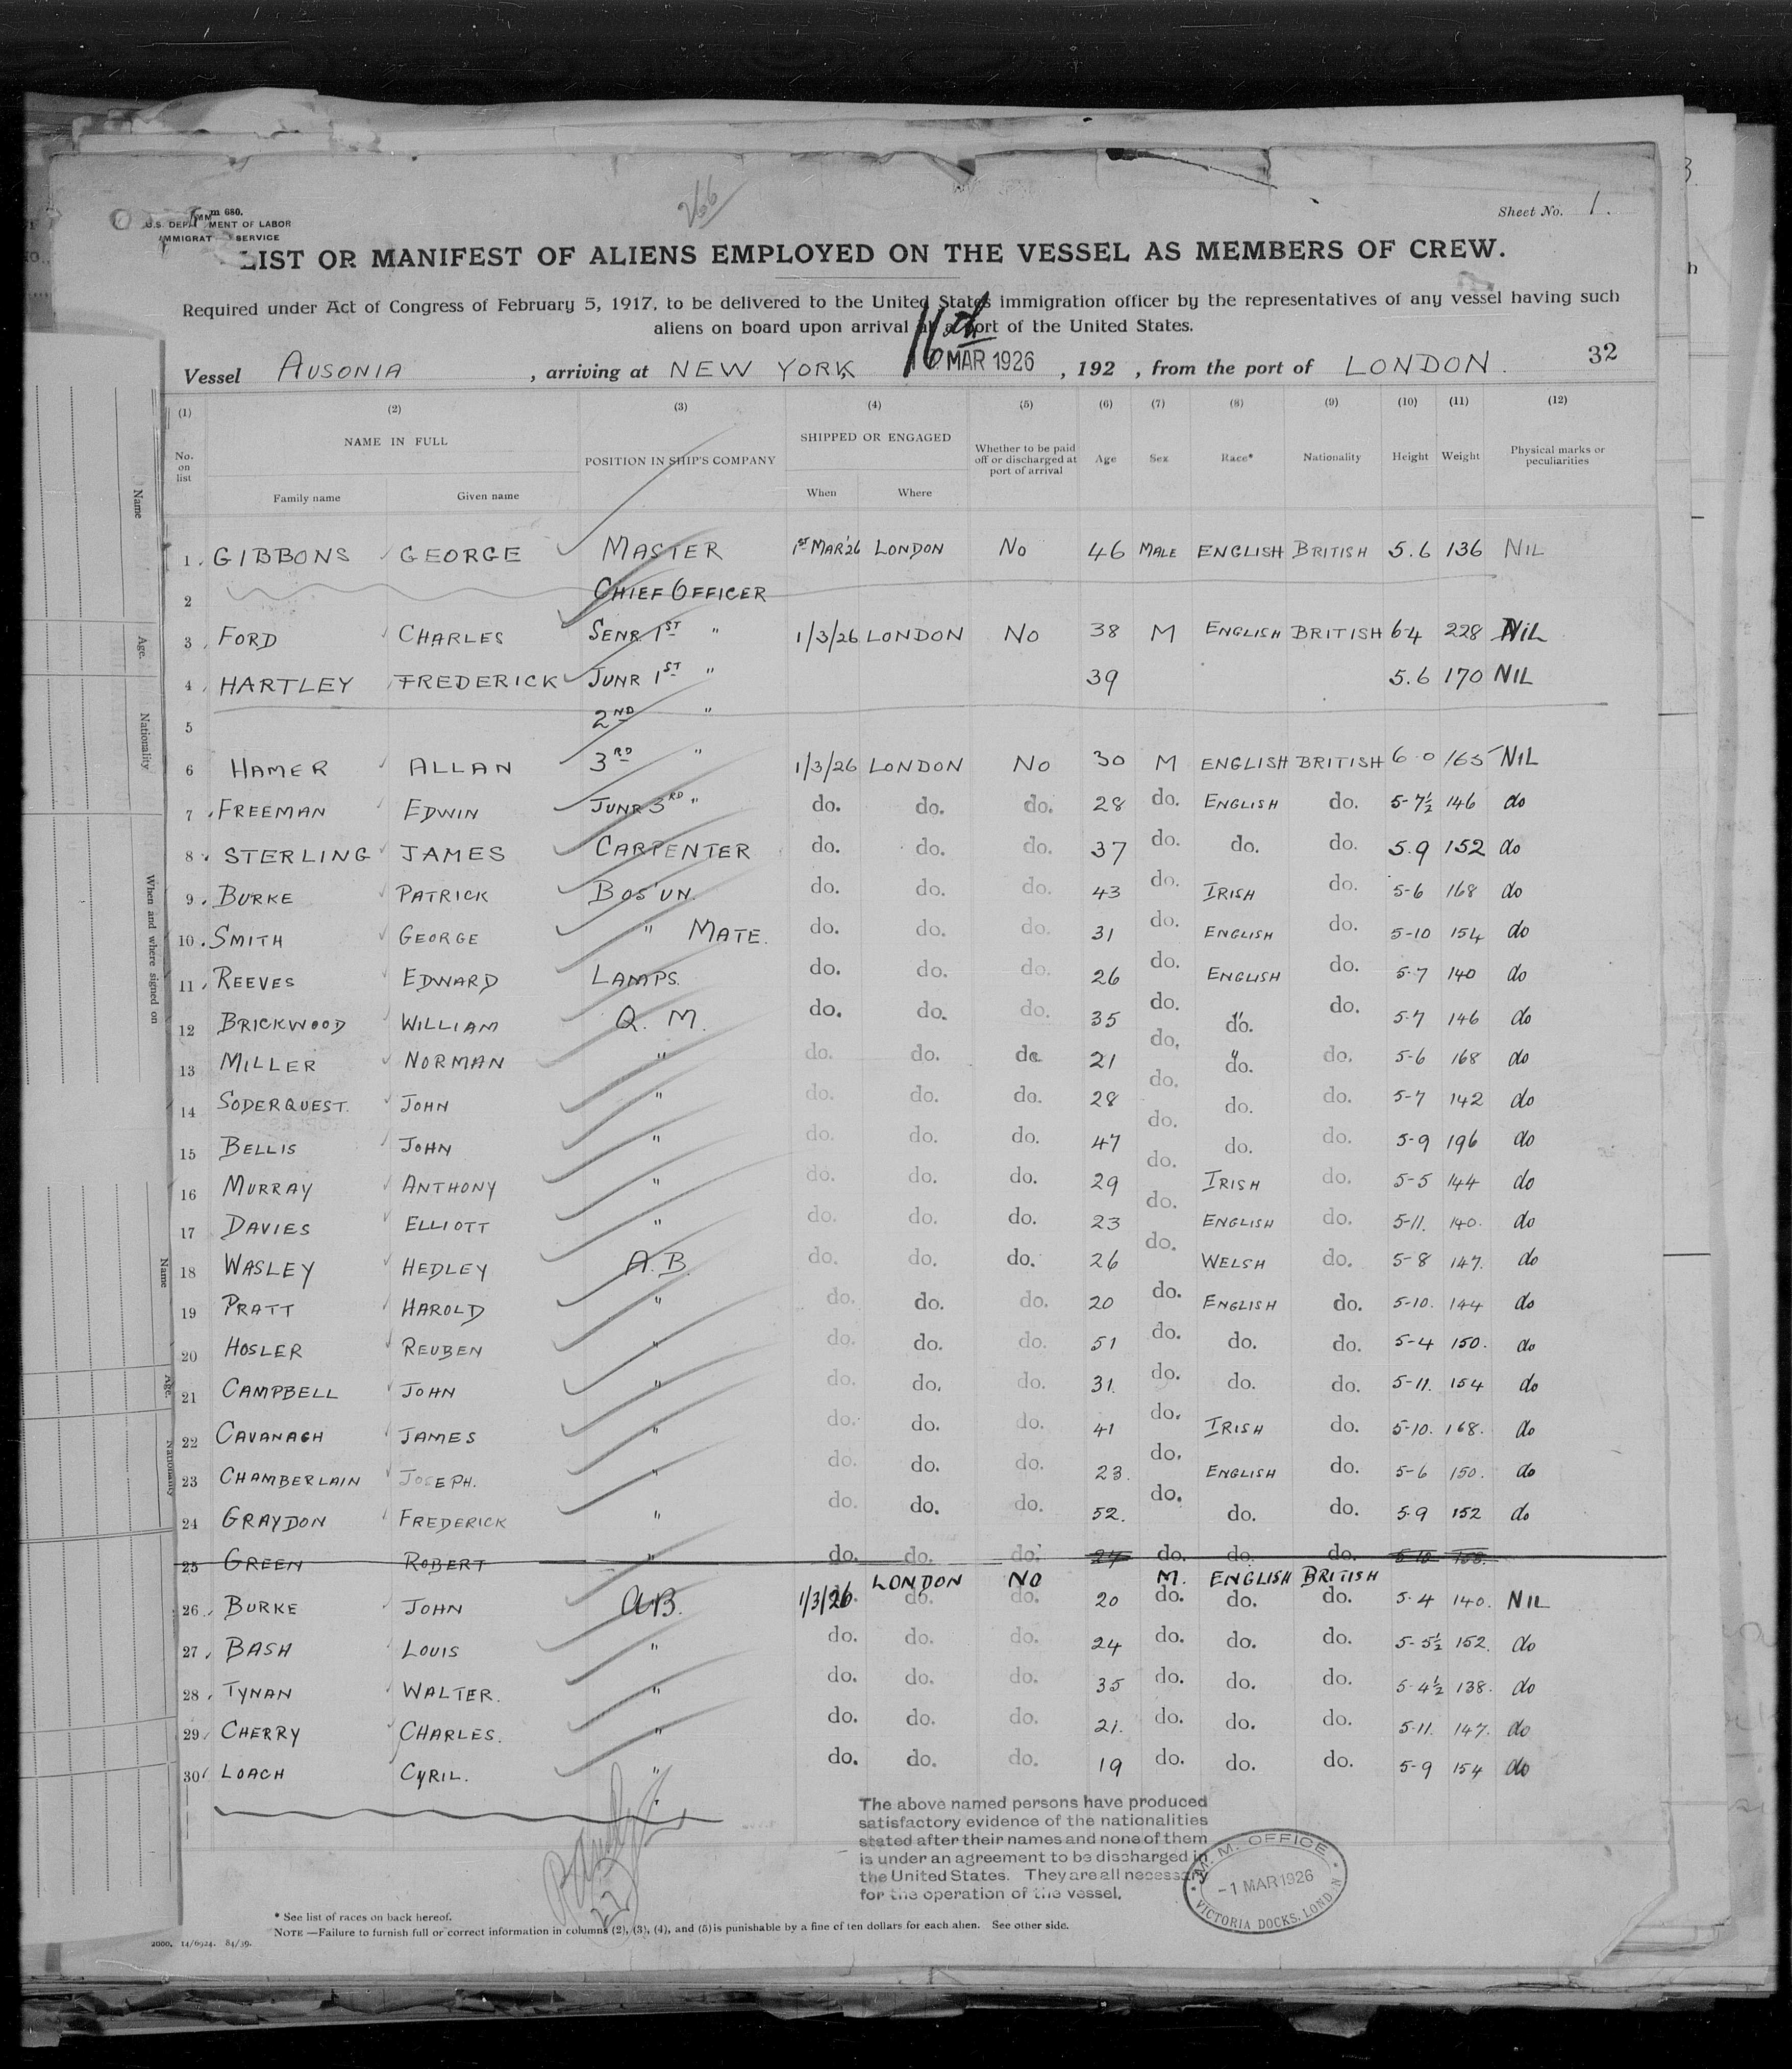 266
Sheet No. 1.
U.S. DEPARTMENT OF LABOR
IMMIGRATION SERVICE
LIST OR MANIFEST OF ALIENS EMPLOYED ON THE VESSEL AS MEMBERS OF CREW.
Required under Act of Congress of February 5, 1917, to be delivered to the United States immigration officer by the representatives of any vessel having such
aliens on board upon arrival at a port of the United States.
Vessel AUSONIA, arriving at NEW YORK, 11th MAR 1926, 192 , from the port of LONDON. 32
(1) (2) (3) (4) (5) (6) (7) (8) (9) (10) (11) (12)
No. on list NAME IN FULL Family name Given name POSITION IN SHIP'S COMPANY SHIPPED OR ENGAGED When Where Whether to be paid off or discharged at port of arrival Age Sex Race* Nationality Height Weight Physical marks or peculiarities
1 GIBBONS GEORGE MASTER 1ST MAR'26 LONDON No 46 MALE ENGLISH BRITISH 5.6 136 NIL
2 CHIEF OFFICER
3 FORD CHARLES SENR 1ST " 1/3/26 LONDON No 38 M ENGLISH BRITISH 6-4 228 NIL
4 HARTLEY FREDERICK JUNR 1ST " 39 5.6 170 NIL
5 2ND "
6 HAMER ALLAN 3RD " 1/3/26 LONDON No 30 M ENGLISH BRITISH 6-0 165 NIL
7 FREEMAN EDWIN JUNR 3RD " do. do. do. 28 do. ENGLISH do. 5-7½ 146 do
8 STERLING JAMES CARPENTER do. do. do. 37 do. do. do. 5.9 152 do
9 BURKE PATRICK BOS'UN. do. do. do. 43 do. IRISH do. 5-6 168 do
10 SMITH GEORGE " MATE. do. do. do. 31 do. ENGLISH do. 5-10 154 do
11 REEVES EDWARD LAMPS. do. do. do. 26 do. ENGLISH do. 5-7 140 do
12 BRICKWOOD WILLIAM Q. M. do. do. do. 35 do. do. do. 5-7 146 do
13 MILLER NORMAN " do. do. do. 21 do. do. do. 5-6 168 do
14 SODERQUEST. JOHN " do. do. do. 28 do. do. do. 5-7 142 do
15 BELLIS JOHN " do. do. do. 47 do. do. do. 5-9 196 do
16 MURRAY ANTHONY " do. do. do. 29 do. IRISH do. 5-5 144 do
17 DAVIES ELLIOTT " do. do. do. 23 do. ENGLISH do. 5-11. 140. do
18 WASLEY HEDLEY A.B. do. do. do. 26 do. WELSH do. 5-8 147. do
19 PRATT HAROLD " do. do. do. 20 do. ENGLISH do. 5-10. 144 do
20 HOSLER REUBEN " do. do. do. 51 do. do. do. 5-4 150. do
21 CAMPBELL JOHN " do. do. do. 31. do. do. do. 5-11. 154 do
22 CAVANAGH JAMES " do. do. do. 41 do. IRISH do. 5-10. 168. do
23 CHAMBERLAIN JOSEPH. " do. do. do. 23. do. ENGLISH do. 5-6 150. do
24 GRAYDON FREDERICK " do. do. do. 52. do. do. do. 5-9 152 do
25 GREEN ROBERT " do. do. do. 24 do. do. do. 5-10
26 BURKE JOHN A.B. 1/3/26 LONDON NO 20 M. ENGLISH BRITISH 5-4 140. NIL
27 BASH LOUIS " do. do. do. 24 do. do. do. 5-5½ 152. do
28 TYNAN WALTER. " do. do. do. 35 do. do. do. 5-4½ 138. do
29 CHERRY CHARLES. " do. do. do. 21. do. do. do. 5-11. 147. do
30 LOACH CYRIL. " do. do. do. 19 do. do. do. 5-9 154 do
The above named persons have produced
satisfactory evidence of the nationalities
stated after their names and none of them
is under an agreement to be discharged in
the United States. They are all necessary
for the operation of the vessel.
M. M. OFFICE
-1 MAR 1926
VICTORIA DOCKS, LONDON
* See list of races on back hereof.
NOTE —Failure to furnish full or correct information in columns (2), (3), (4), and (5) is punishable by a fine of ten dollars for each alien. See other side.
2000. 14/6924. 84/39.
Name
Age.
Nationality
When and where signed on
Name
Age.
Nationality